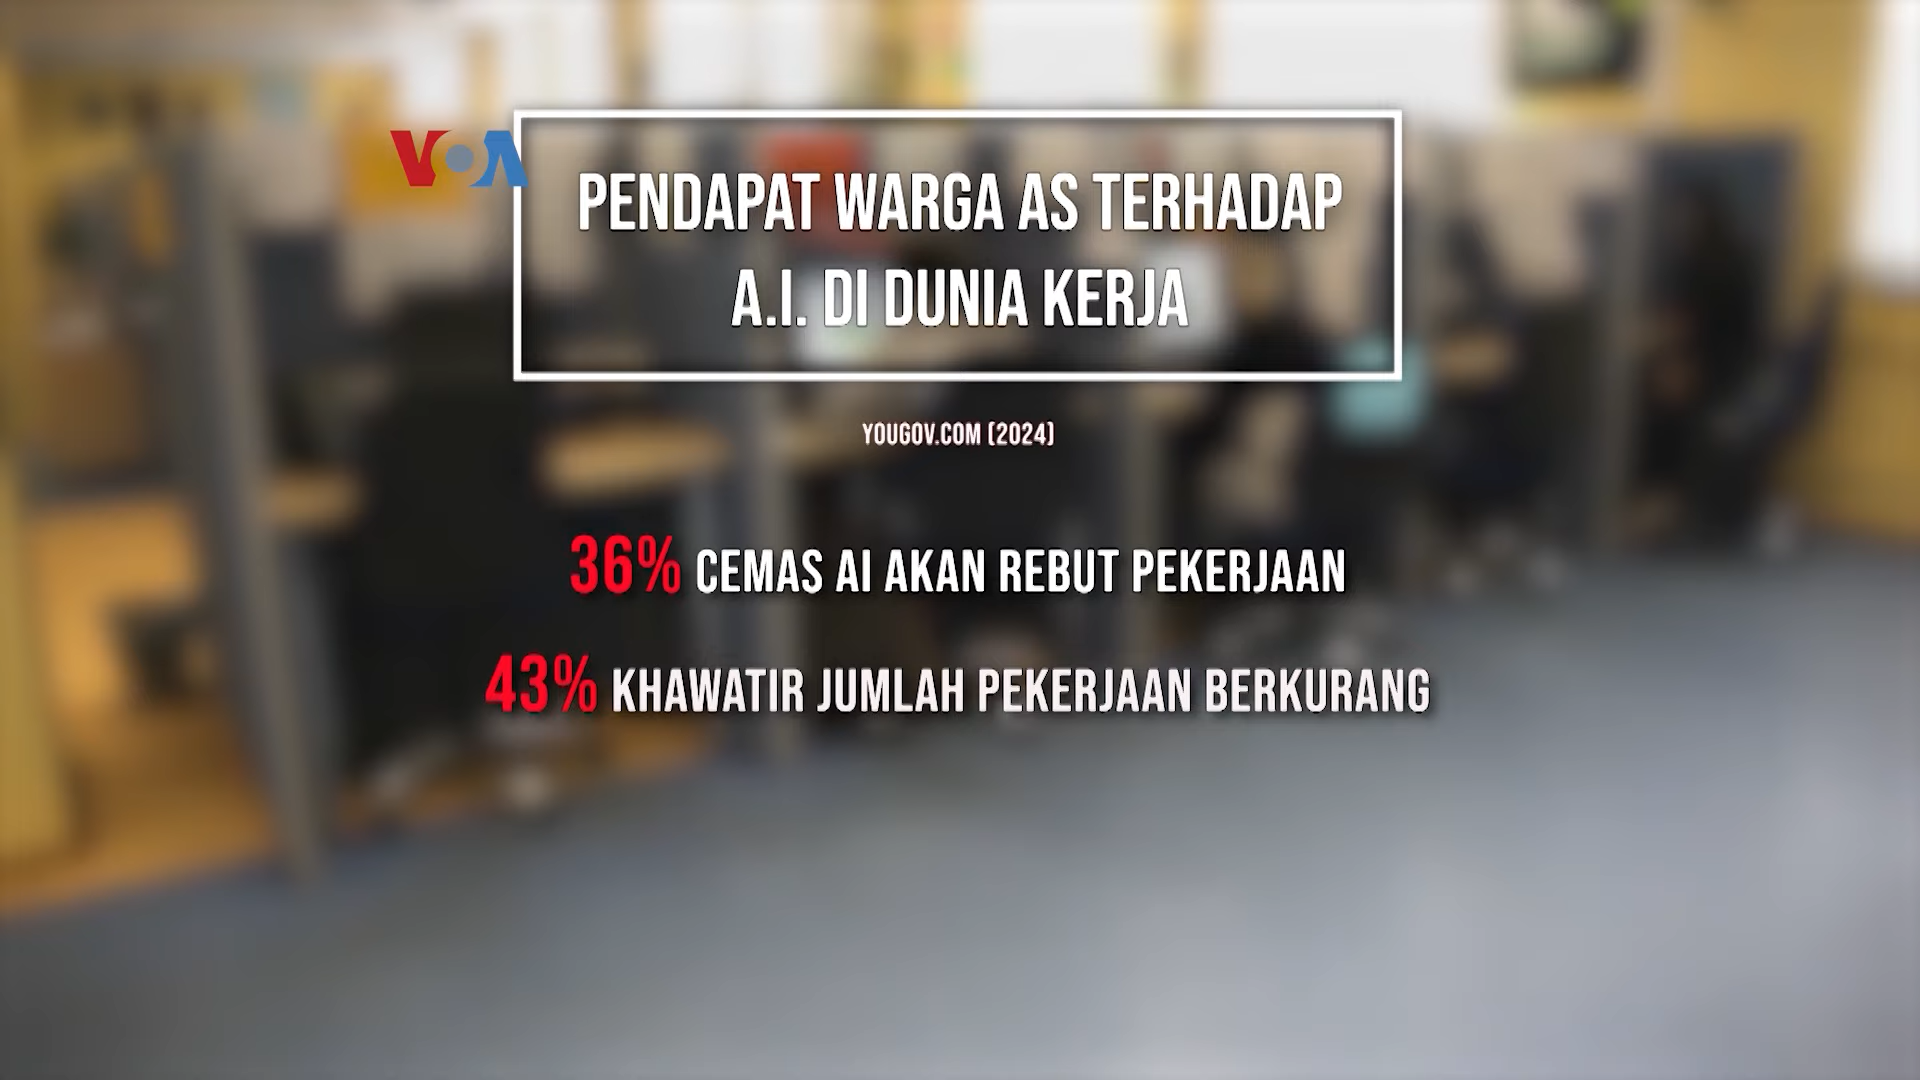 VOA
PENDAPAT WARGA AS TERHADAP
A.I. DI DUNIA KERJA
YOUGOV.COM (2024)
36% CEMAS AI AKAN REBUT PEKERJAAN
43% KHAWATIR JUMLAH PEKERJAAN BERKURANG